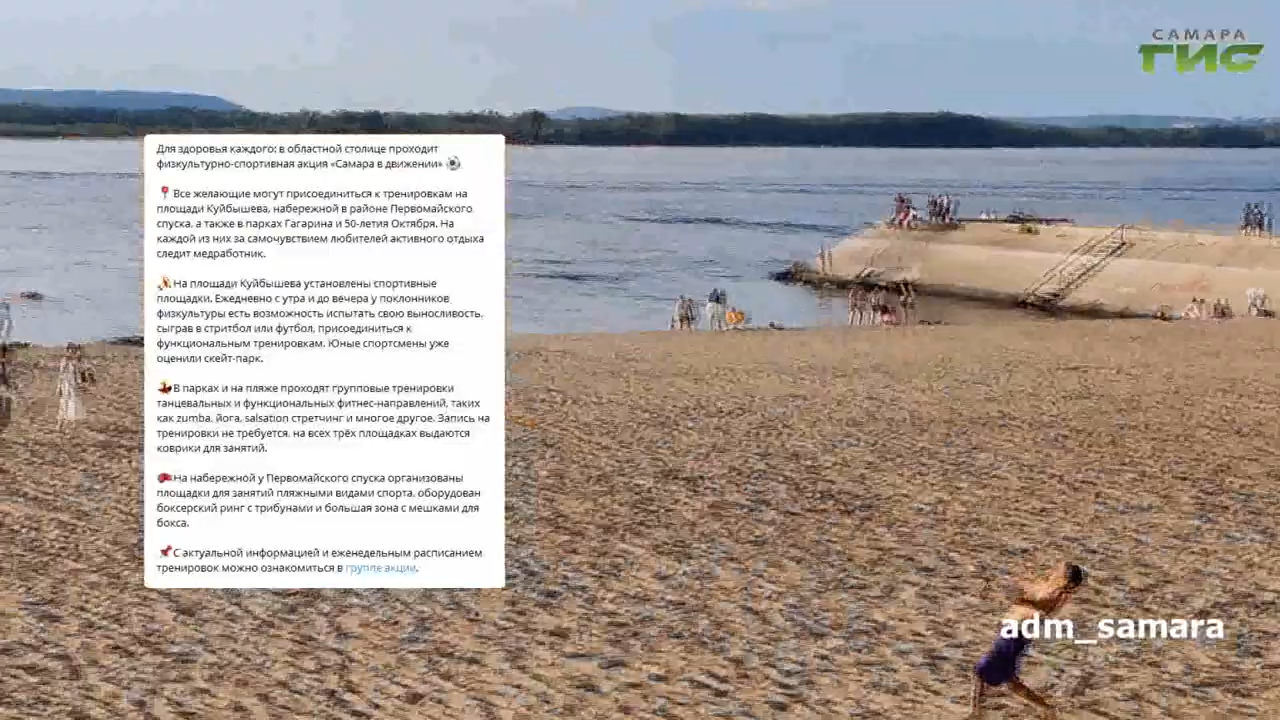 САМАРА
ГИС
Для здоровья каждого: в областной столице проходит
физкультурно-спортивная акция «Самара в движении»
Все желающие могут присоединиться к тренировкам на
площади Куйбышева, набережной в районе Первомайского
спуска, а также в парках Гагарина и 50-летия Октября. На
каждой из них за самочувствием любителей активного отдыха
следит медработник.
На площади Куйбышева установлены спортивные
площадки. Ежедневно с утра и до вечера у поклонников
физкультуры есть возможность испытать свою выносливость,
сыграв в стритбол или футбол, присоединиться к
функциональным тренировкам. Юные спортсмены уже
оценили скейт-парк.
В парках и на пляже проходят групповые тренировки
танцевальных и функциональных фитнес-направлений, таких
как zumba, йога, salsation стретчинг и многое другое. Запись на
тренировки не требуется, на всех трёх площадках выдаются
коврики для занятий.
На набережной у Первомайского спуска организованы
площадки для занятий пляжными видами спорта, оборудован
боксерский ринг с трибунами и большая зона с мешками для
бокса.
С актуальной информацией и еженедельным расписанием
тренировок можно ознакомиться в группе акции.
adm_samara